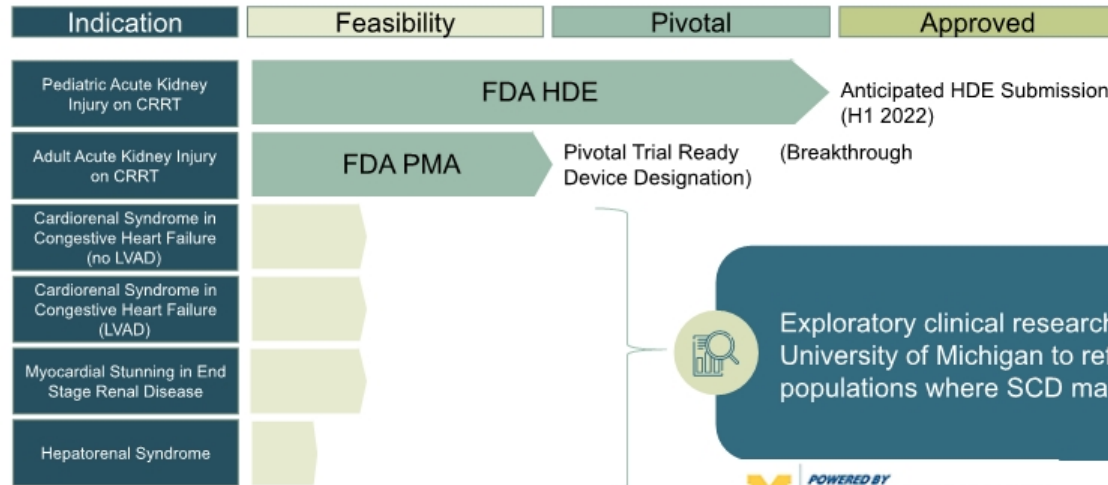 Indication
Feasibility
Pivotal
Approved
Pediatric Acute Kidney
Injury on CRRT
FDA HDE
Anticipated HDE Submission
(H1 2022)
Adult Acute Kidney Injury
on CRRT
FDA PMA
Pivotal Trial Ready (Breakthrough
Device Designation)
Cardiorenal Syndrome in
Congestive Heart Failure
(no LVAD)
Cardiorenal Syndrome in
Congestive Heart Failure
(LVAD)
Myocardial Stunning in End
Stage Renal Disease
Hepatorenal Syndrome
Exploratory clinical research
University of Michigan to
populations where SCD
POWERED BY